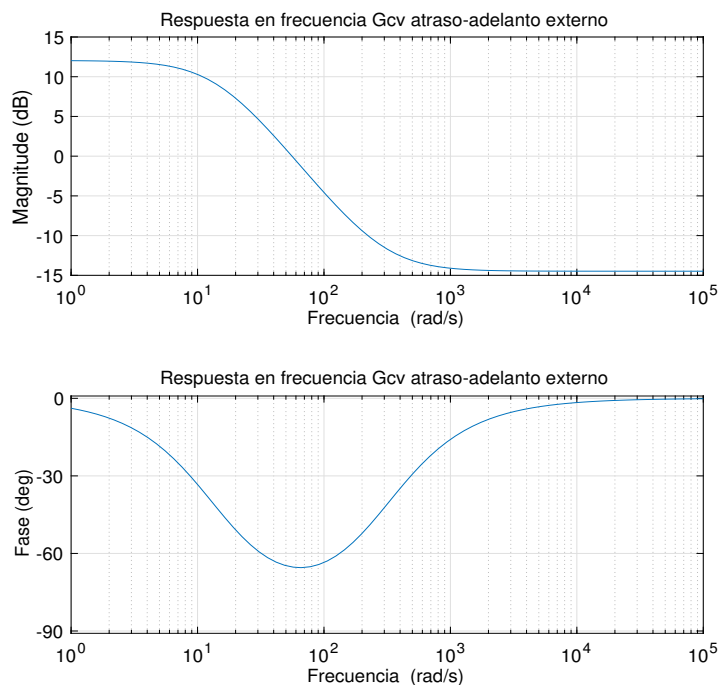 Respuesta en frecuencia Gcv atraso-adelanto externo
15
10
5
0
-5
-10
-15
Magnitude (dB)
10^0 10^1 10^2 10^3 10^4 10^5
Frecuencia (rad/s)
Respuesta en frecuencia Gcv atraso-adelanto externo
0
-30
-60
-90
Fase (deg)
10^0 10^1 10^2 10^3 10^4 10^5
Frecuencia (rad/s)